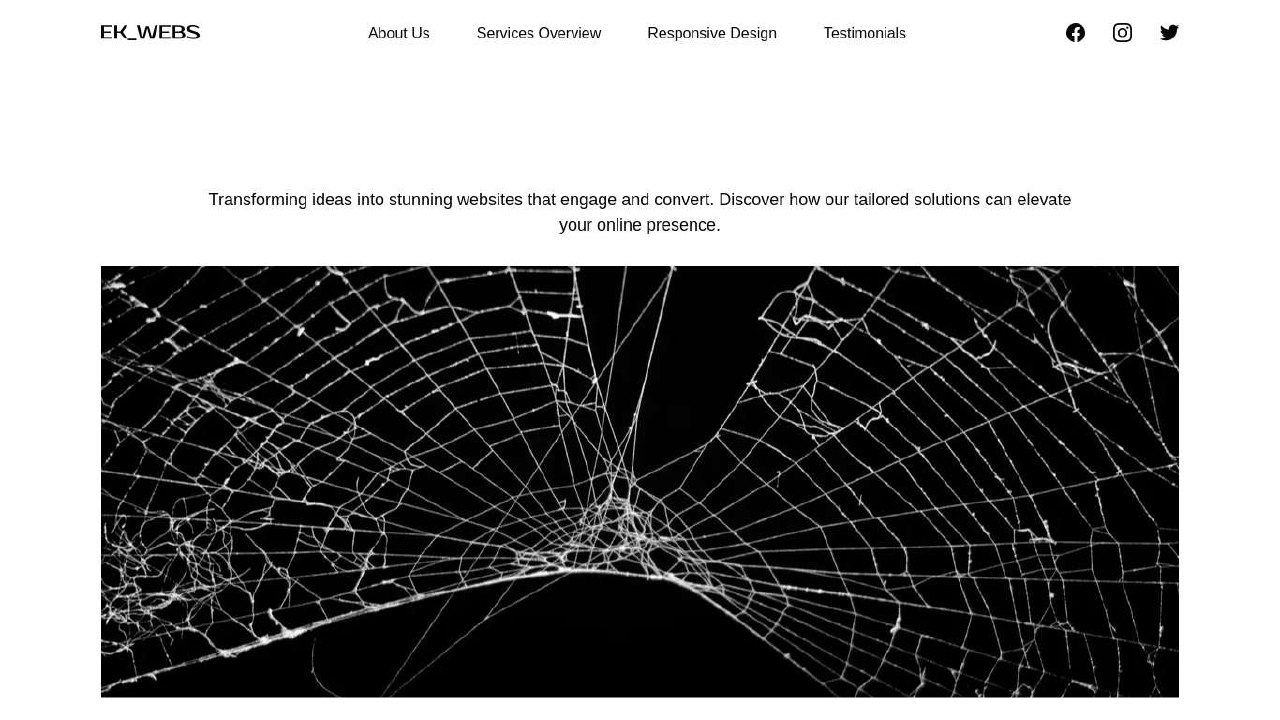 EK_WEBS
About Us
Services Overview
Responsive Design
Testimonials
Transforming ideas into stunning websites that engage and convert. Discover how our tailored solutions can elevate
your online presence.